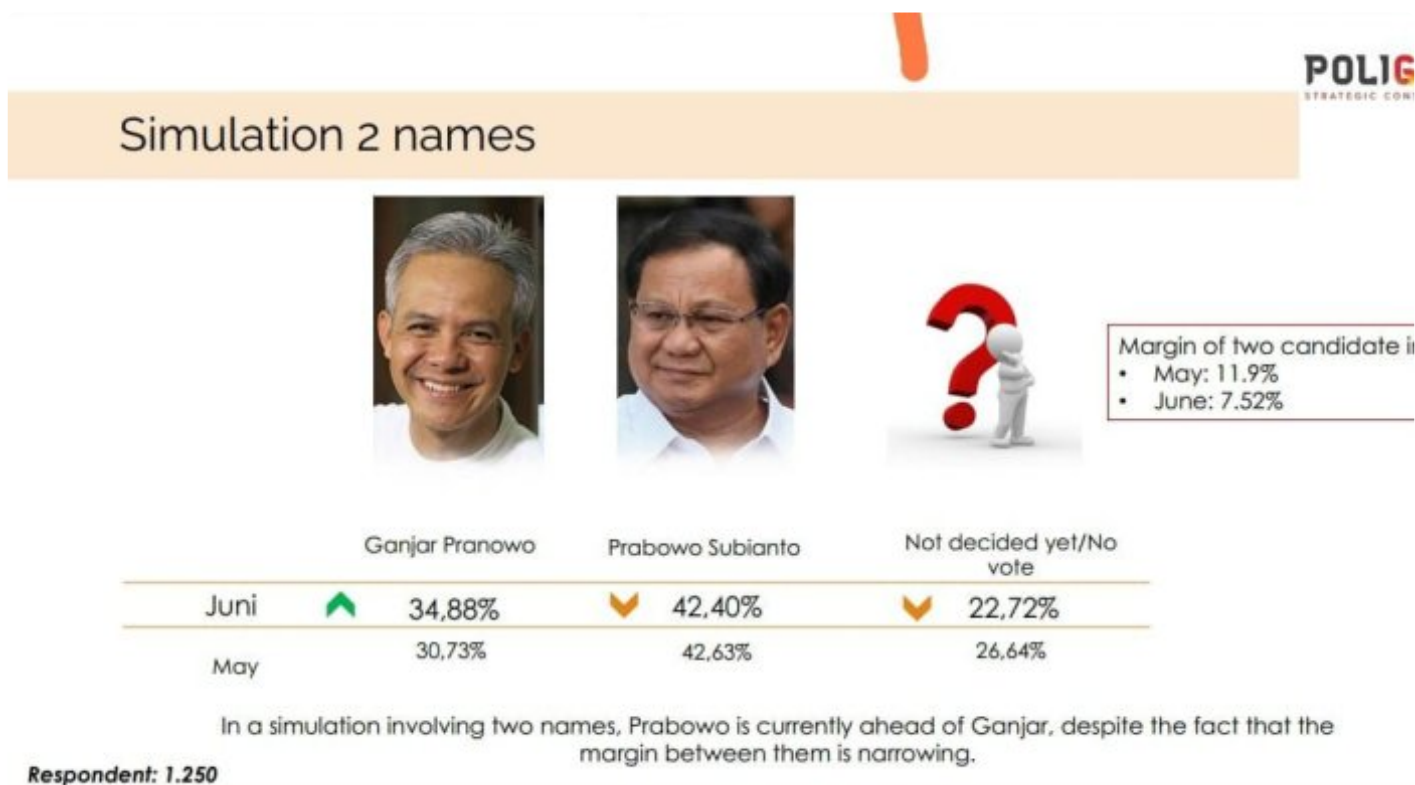 Simulation 2 names
STRATEGIC
Margin of two candidate
• May: 11.9%
• June: 7.52%
Ganjar Pranowo
Prabowo Subianto
Not decided yet/No
vote
Juni 34,88% 42,40% 22,72%
May 30,73% 42,63% 26,64%
In a simulation involving two names, Prabowo is currently ahead of Ganjar, despite the fact that the
margin between them is narrowing.
Respondent: 1.250